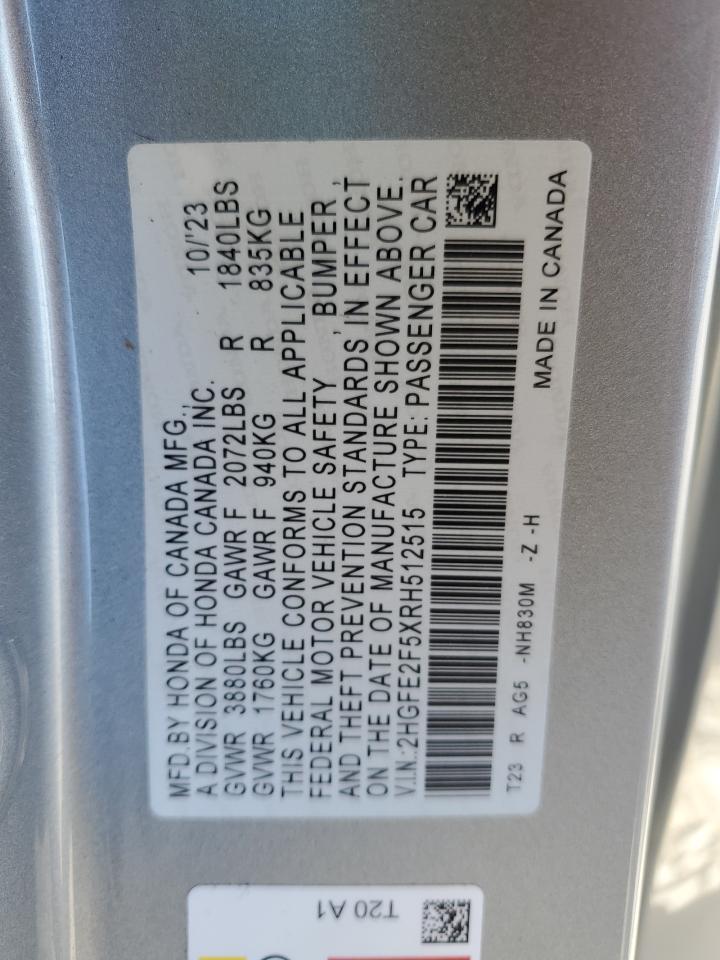 MFD.BY HONDA OF CANADA MFG.,
A DIVISION OF HONDA CANADA INC. 10/'23
GVWR 3880LBS GAWR F 2072LBS R 1840LBS
GVWR 1760KG GAWR F 940KG R 835KG
THIS VEHICLE CONFORMS TO ALL APPLICABLE
FEDERAL MOTOR VEHICLE SAFETY , BUMPER ,
AND THEFT PREVENTION STANDARDS IN EFFECT
ON THE DATE OF MANUFACTURE SHOWN ABOVE.
V.I.N.:2HGFE2F5XRH512515 TYPE: PASSENGER CAR
T23 R AG5 -NH830M -Z -H
MADE IN CANADA
T20 A1